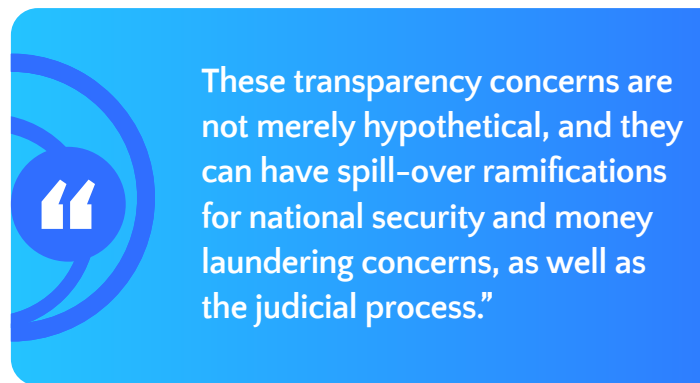 “
These transparency concerns are
not merely hypothetical, and they
can have spill-over ramifications
for national security and money
laundering concerns, as well as
the judicial process.”